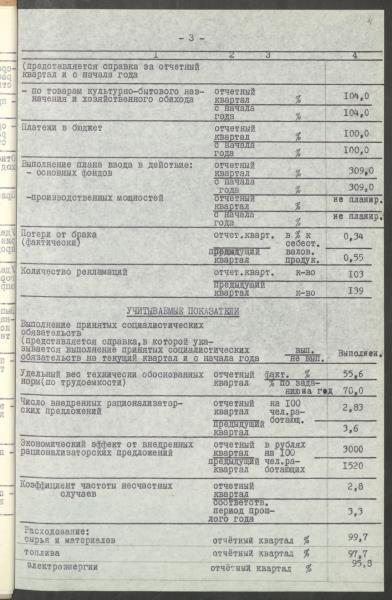 4
- 3 -
1 2 3 4
(представляется справка за отчетный
квартал и с начала года
- по товарам культурно-бытового наз- отчетный
начения и хозяйственного обихода квартал % 104,0
с начала
года % 104,0
Платежи в бюджет отчетный
квартал % 100,0
с начала
года % 100,0
Выполнение плана ввода в действие: отчетный
- основных фондов квартал % 309,0
с начала
года % 309,0
-производственных мощностей отчетный не планир.
квартал %
с начала не планир.
года %
Потери от брака отчет.кварт. в % к 0,34
(фактически) себест.
предыдущий валов.
квартал продук. 0,55
Количество рекламаций отчет.кварт. к-во 103
Предыдущий
квартал к-во 139
УЧИТЫВАЕМЫЕ ПОКАЗАТЕЛИ
Выполнение принятых социалистических
обязательств
(представляется справка,в которой ука-
зывается выполнение принятых социалистических вып. Выполнен.
обязательств на текущий квартал и с начала года не вып.
Удельный вес технически обоснованных отчетный факт. % 55,6
норм(по трудоемкости) квартал % по зада-
нию на год 70,0
Число внедренных рационализатор- отчетный на 100 2,83
ских предложений квартал чел.ра-
ботающ.
Предыдущий
квартал 3,6
Экономический эффект от внедренных отчетный в рублях
рационализаторских предложений квартал на 100 3000
предыдущий чел.ра-
квартал ботающих 1520
Коэффициент частоты несчастных отчетный 2,8
случаев квартал
соответств.
период прош- 3,3
лого года
Расходование:
сырья и материалов отчётный квартал % 99,7
топлива отчётный квартал % 97,7
электроэнергии отчётный квартал % 95,8